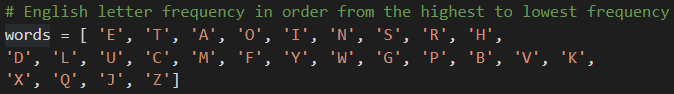 # English letter frequency in order from the highest to lowest frequency
words = [ 'E', 'T', 'A', 'O', 'I', 'N', 'S', 'R', 'H',
'D', 'L', 'U', 'C', 'M', 'F', 'Y', 'W', 'G', 'P', 'B', 'V', 'K',
'X', 'Q', 'J', 'Z']